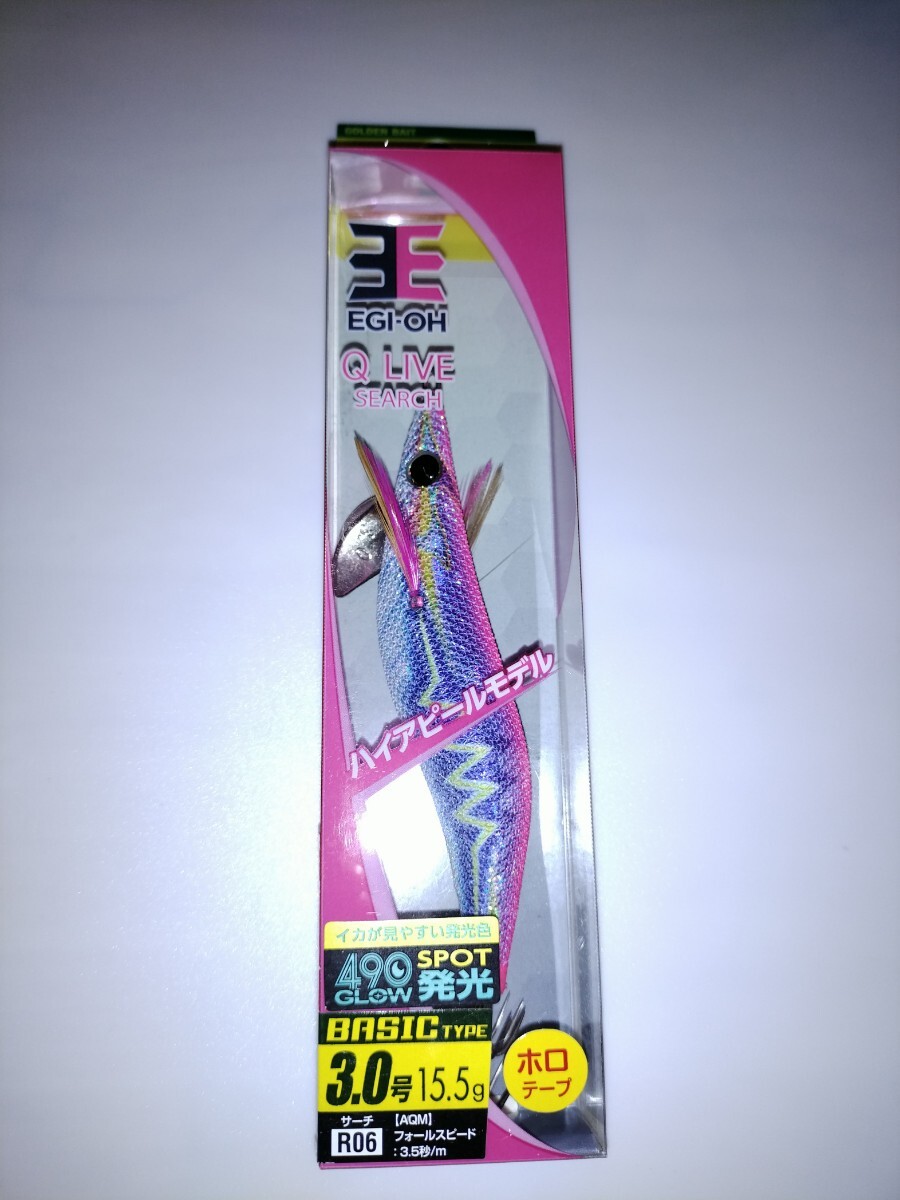 GOLDEN BAIT
EGI-OH
Q LIVE
SEARCH
ハイアピールモデル
イカが見やすい発光色
490 SPOT
GLOW 発光
BASIC TYPE
3.0号 15.5g
ホロ
テープ
サーチ 【AQM】
R06 フォールスピード
:3.5秒/m